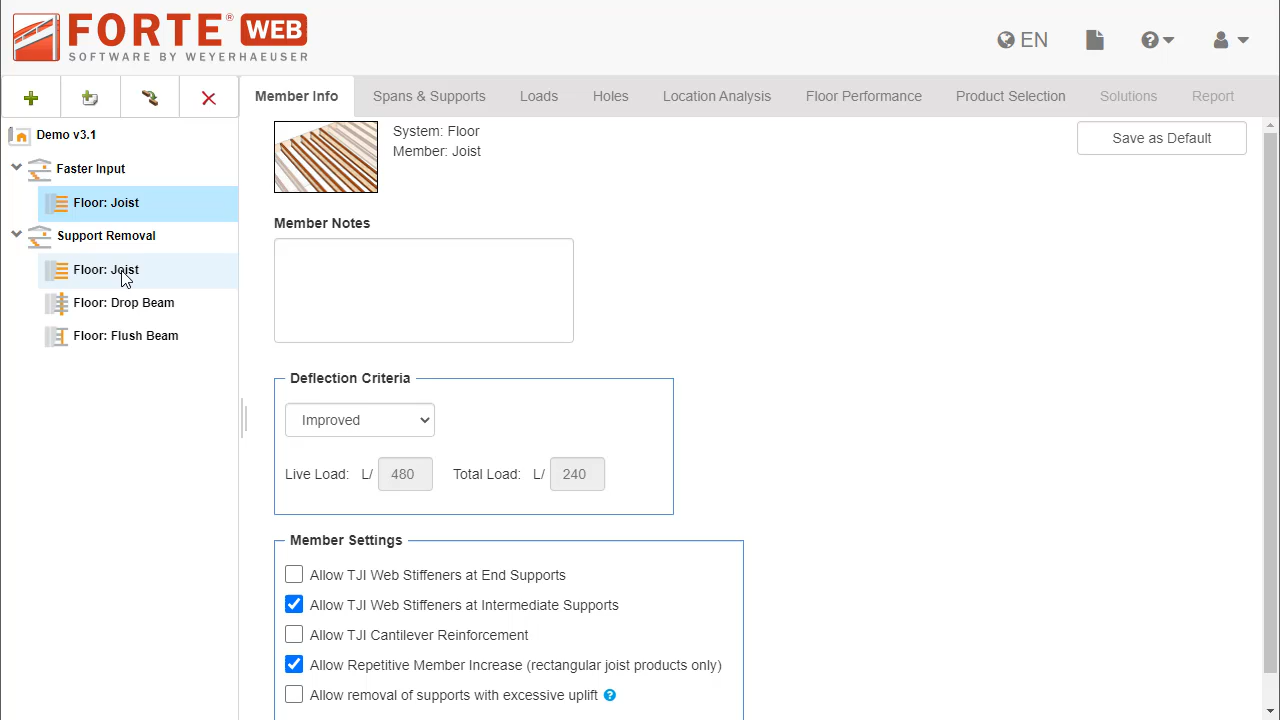 FORTE® WEB
SOFTWARE BY WEYERHAEUSER
EN
Member Info
Spans & Supports
Loads
Holes
Location Analysis
Floor Performance
Product Selection
Solutions
Report
Demo v3.1
Faster Input
Floor: Joist
Support Removal
Floor: Joist
Floor: Drop Beam
Floor: Flush Beam
System: Floor
Member: Joist
Save as Default
Member Notes
Deflection Criteria
Improved
Live Load: L/ 480 Total Load: L/ 240
Member Settings
Allow TJI Web Stiffeners at End Supports
Allow TJI Web Stiffeners at Intermediate Supports
Allow TJI Cantilever Reinforcement
Allow Repetitive Member Increase (rectangular joist products only)
Allow removal of supports with excessive uplift ?